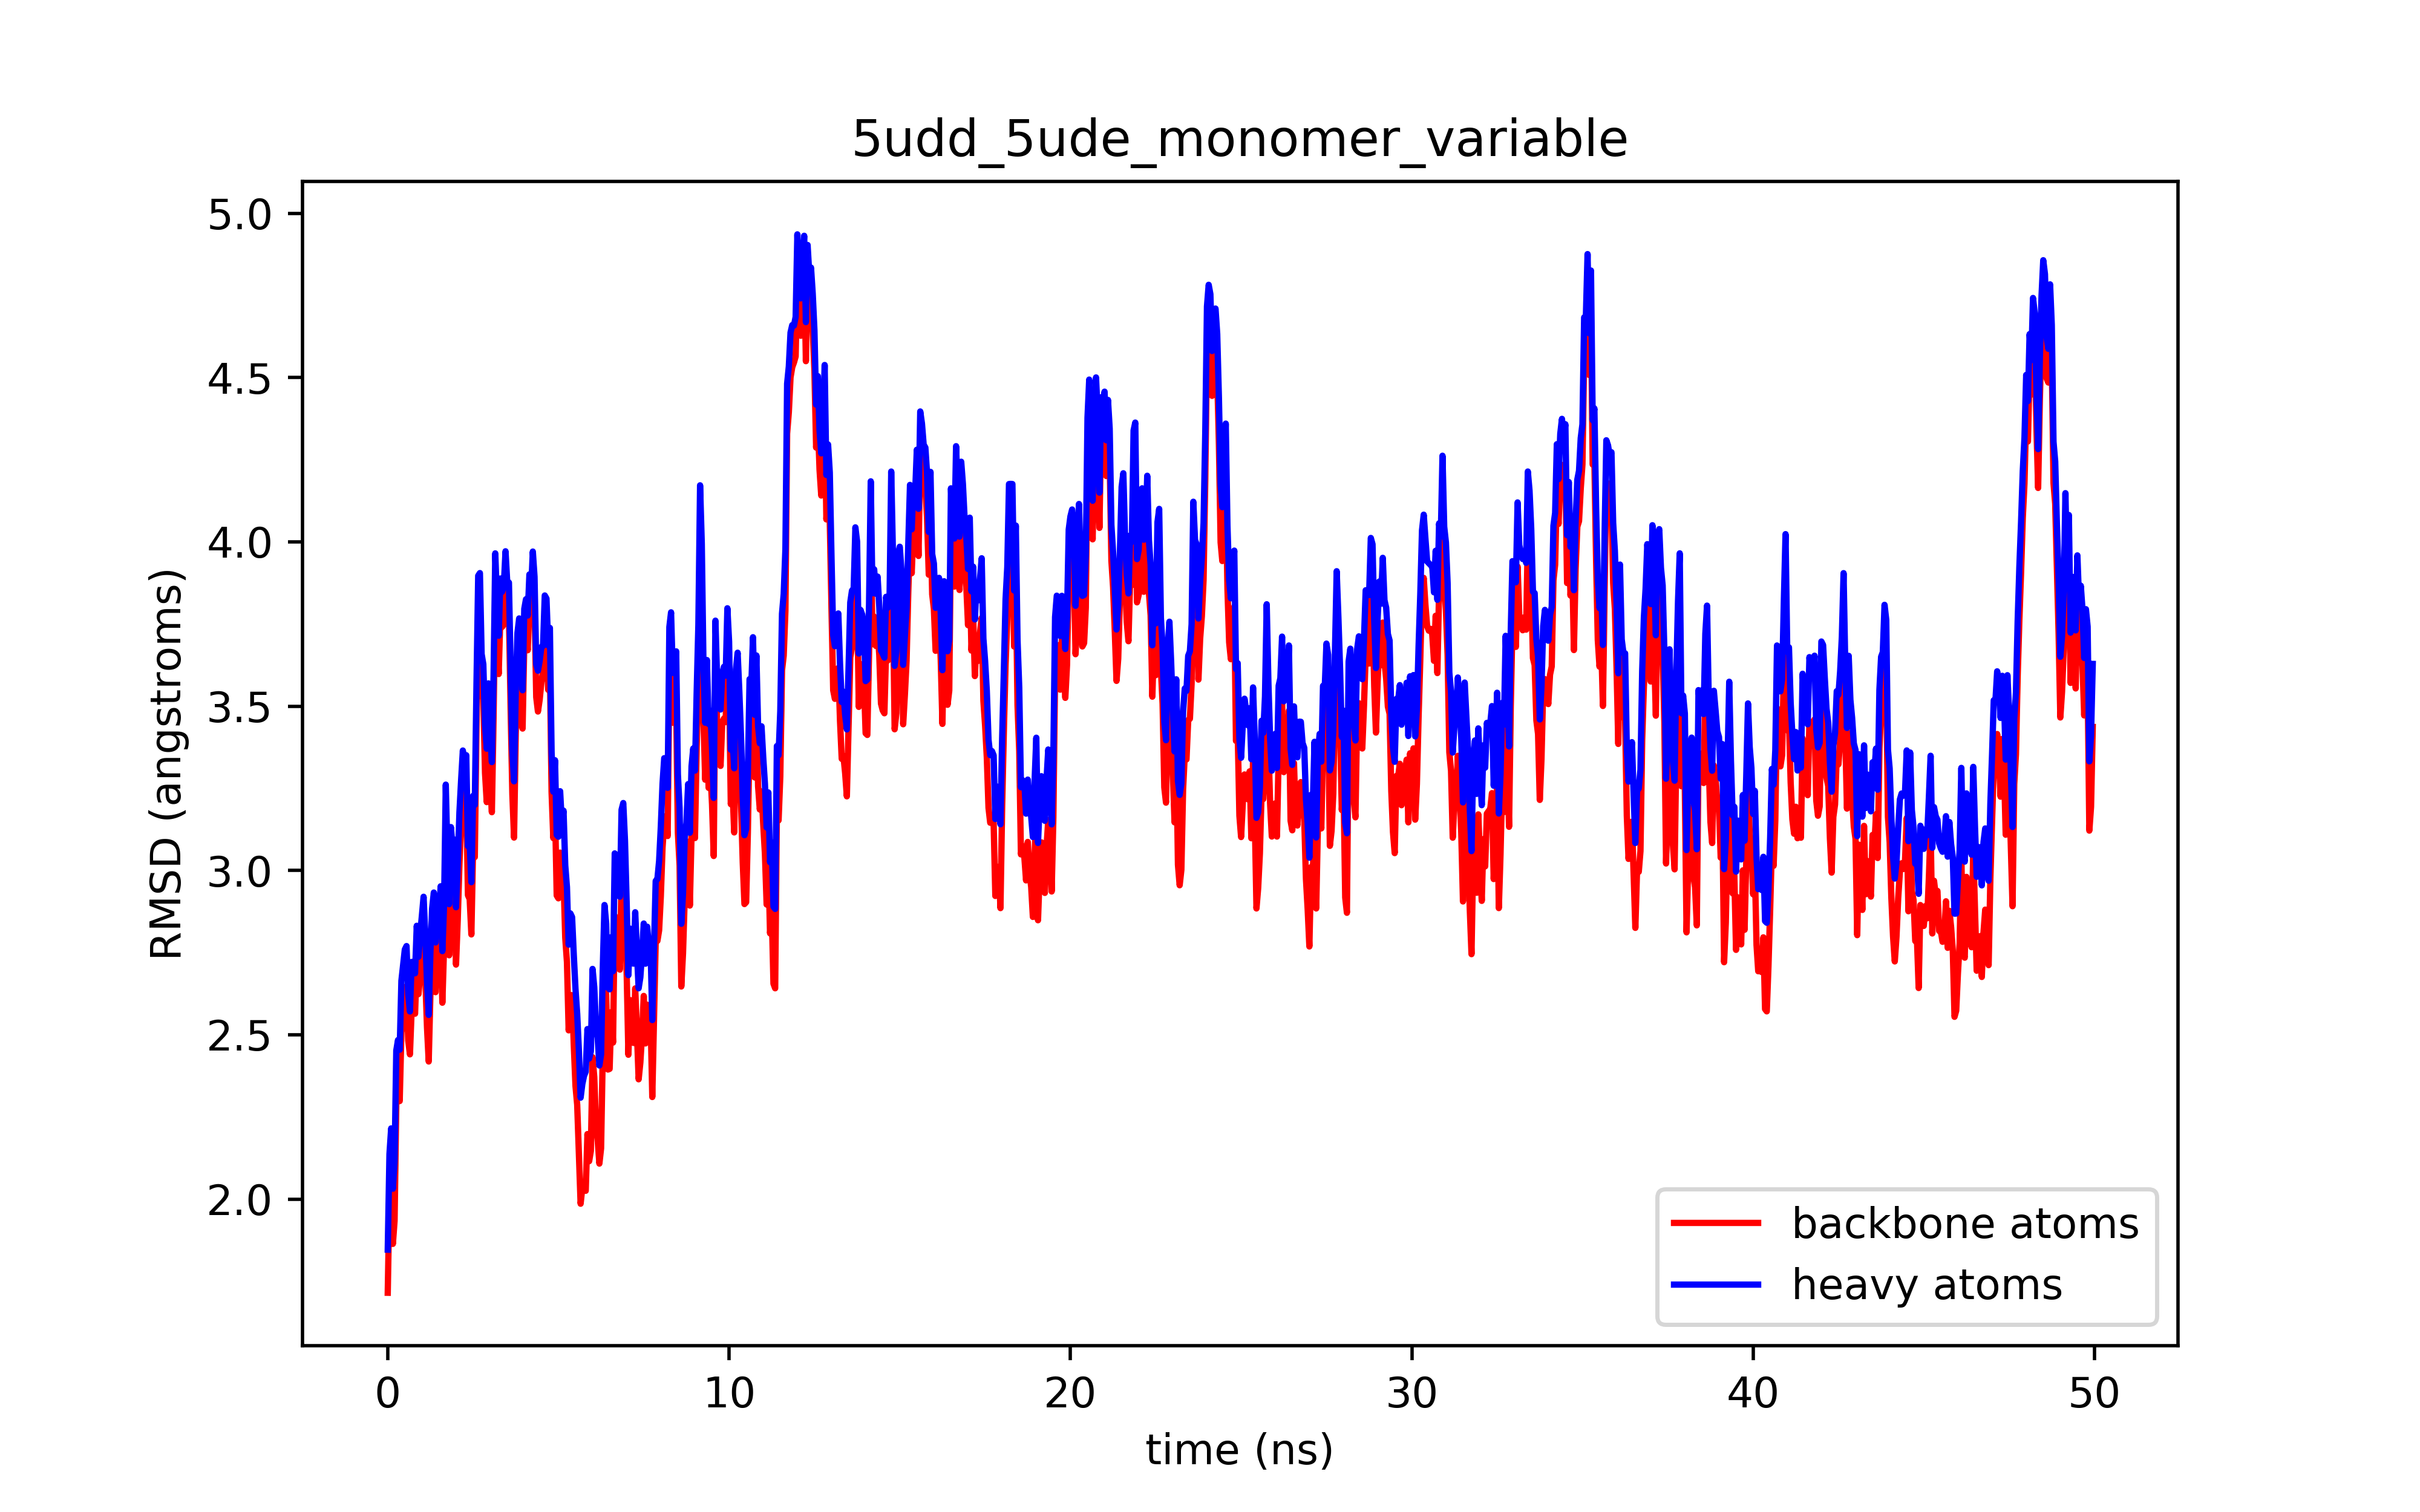 5udd_5ude_monomer_variable
RMSD (angstroms)
5.0
4.5
4.0
3.5
3.0
2.5
2.0
backbone atoms
heavy atoms
0 10 20 30 40 50
time (ns)